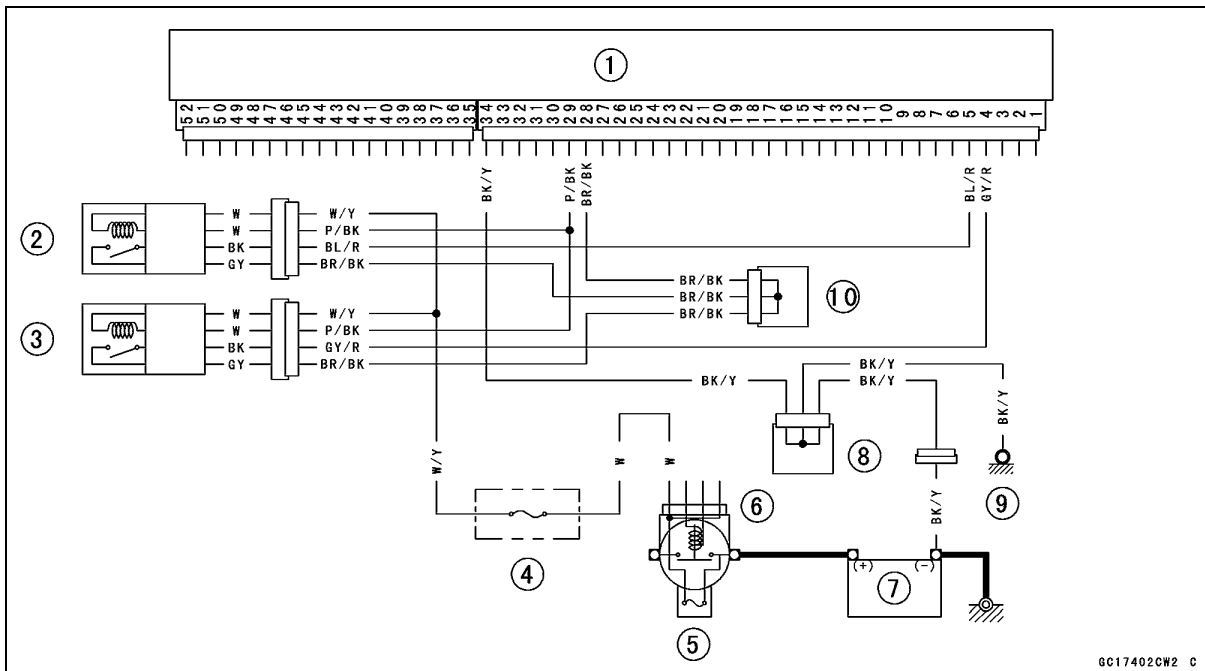 1
52 51 50 49 48 47 46 45 44 43 42 41 40 39 38 37 36 35 34 33 32 31 30 29 28 27 26 25 24 23 22 21 20 19 18 17 16 15 14 13 12 11 10 9 8 7 6 5 4 3 2 1
BK/Y P/BK BR/BK BL/R GY/R
2
W W/Y
W P/BK
BK BL/R
GY BR/BK
BR/BK
BR/BK
BR/BK
10
3
W W/Y
W P/BK
BK GY/R
GY BR/BK
BK/Y
BK/Y
BK/Y
BK/Y
W/Y
W
W
8
BK/Y
9
6
4
(+) (-)
7
5
GC17402CW2 C